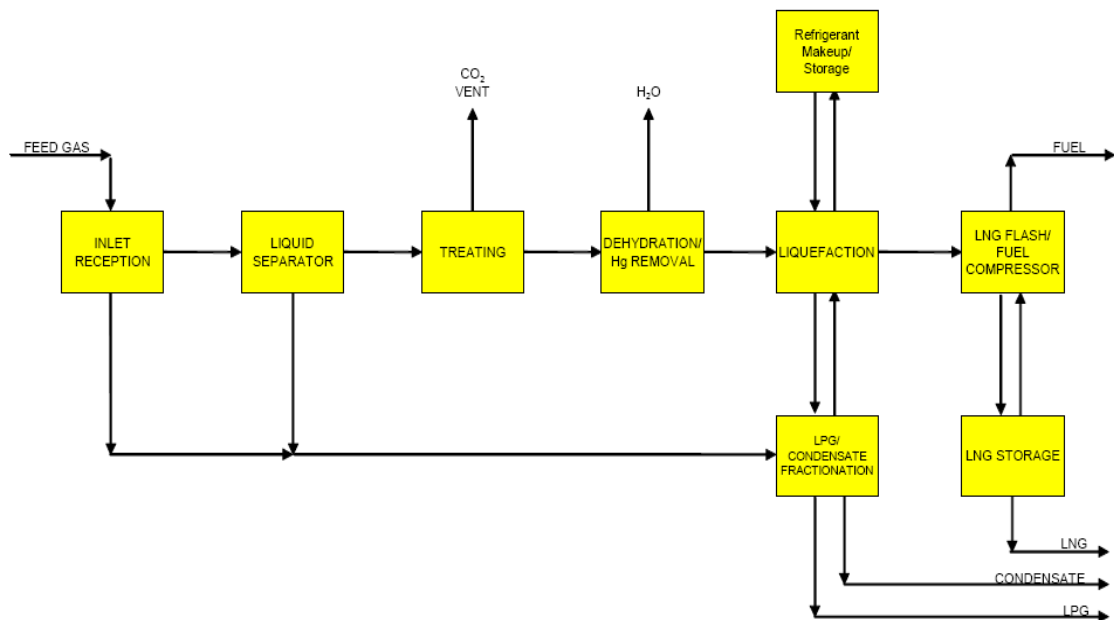 Refrigerant
Makeup/
Storage
CO₂
VENT
H₂O
FEED GAS
FUEL
INLET
RECEPTION
LIQUID
SEPARATOR
TREATING
DEHYDRATION/
Hg REMOVAL
LIQUEFACTION
LNG FLASH/
FUEL
COMPRESSOR
LPG/
CONDENSATE
FRACTIONATION
LNG STORAGE
LNG
CONDENSATE
LPG